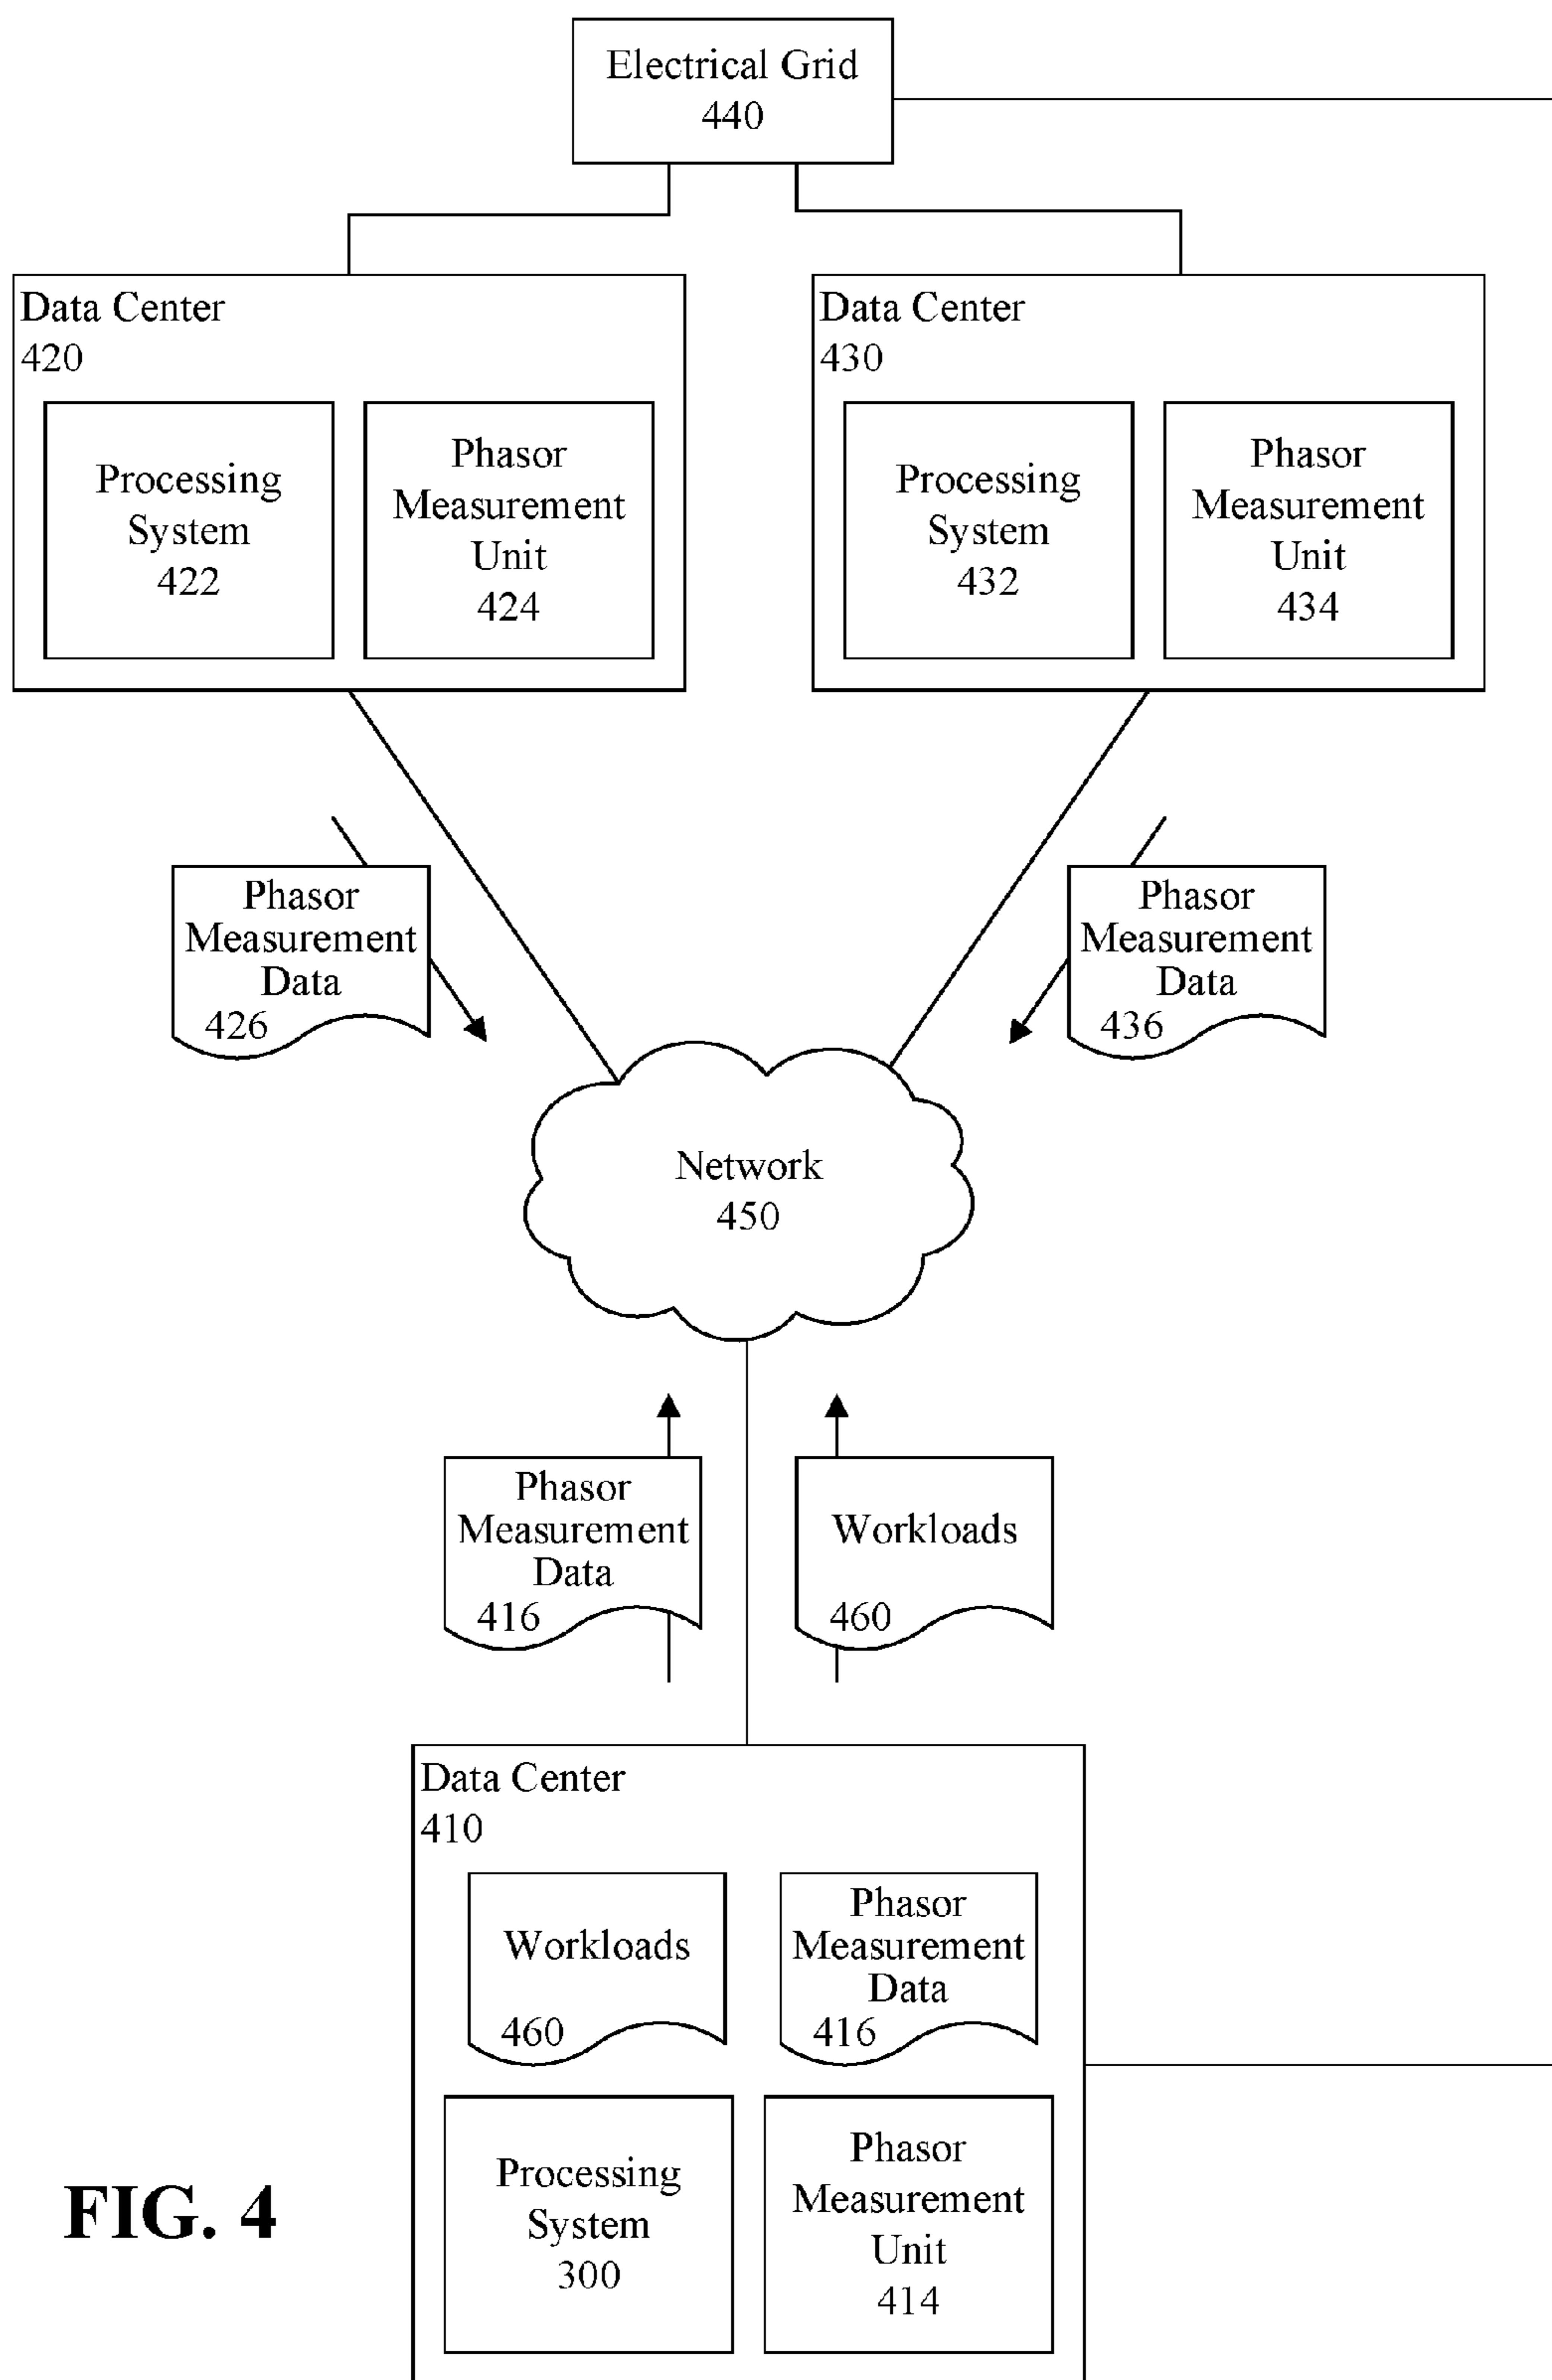 Electrical Grid
440
Data Center
420
Processing
System
422
Phasor
Measurement
Unit
424
Data Center
430
Processing
System
432
Phasor
Measurement
Unit
434
Phasor
Measurement
Data
426
Phasor
Measurement
Data
436
Network
450
Phasor
Measurement
Data
416
Workloads
460
Data Center
410
Workloads
460
Phasor
Measurement
Data
416
Processing
System
300
Phasor
Measurement
Unit
414
FIG. 4